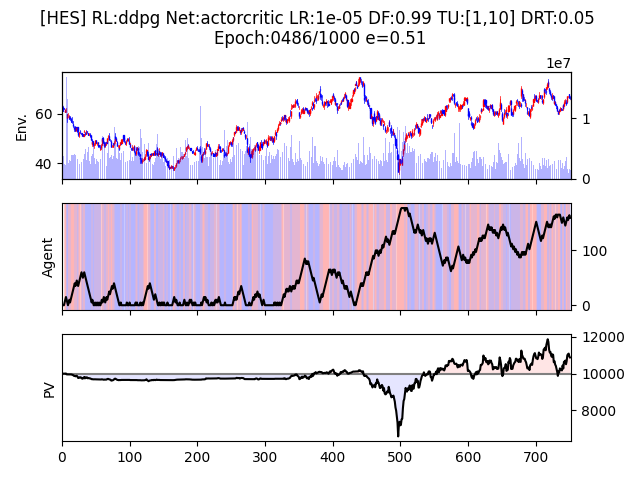 [HES] RL:ddpg Net:actorcritic LR:1e-05 DF:0.99 TU:[1,10] DRT:0.05
Epoch:0486/1000 e=0.51
1e7
Env.
60
40
1
0
Agent
100
0
PV
12000
10000
8000
0 100 200 300 400 500 600 700